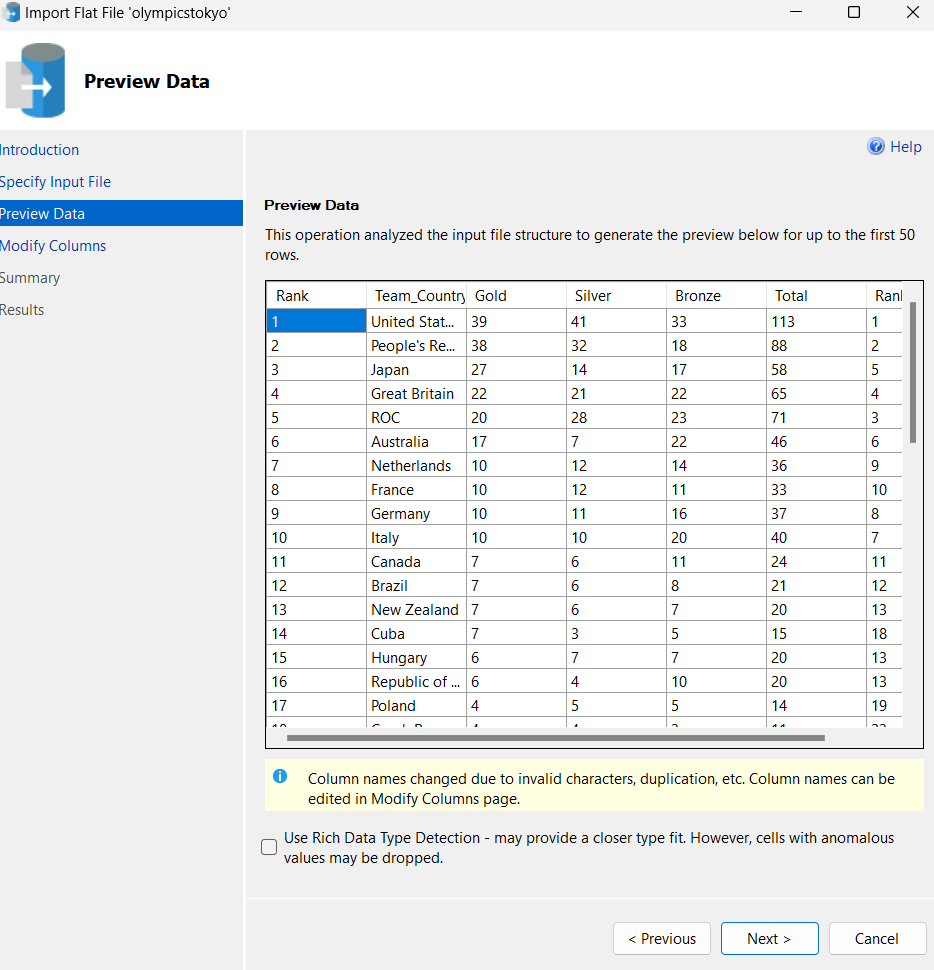 Import Flat File 'olympicstokyo'
Preview Data
Introduction
Specify Input File
Preview Data
Modify Columns
Summary
Results
Help
Preview Data
This operation analyzed the input file structure to generate the preview below for up to the first 50
rows.
Rank Team_Country Gold Silver Bronze Total Rank
1 United Stat... 39 41 33 113 1
2 People's Re... 38 32 18 88 2
3 Japan 27 14 17 58 5
4 Great Britain 22 21 22 65 4
5 ROC 20 28 23 71 3
6 Australia 17 7 22 46 6
7 Netherlands 10 12 14 36 9
8 France 10 12 11 33 10
9 Germany 10 11 16 37 8
10 Italy 10 10 20 40 7
11 Canada 7 6 11 24 11
12 Brazil 7 6 8 21 12
13 New Zealand 7 6 7 20 13
14 Cuba 7 3 5 15 18
15 Hungary 6 7 7 20 13
16 Republic of ... 6 4 10 20 13
17 Poland 4 5 5 14 19
Column names changed due to invalid characters, duplication, etc. Column names can be
edited in Modify Columns page.
Use Rich Data Type Detection - may provide a closer type fit. However, cells with anomalous
values may be dropped.
< Previous Next > Cancel